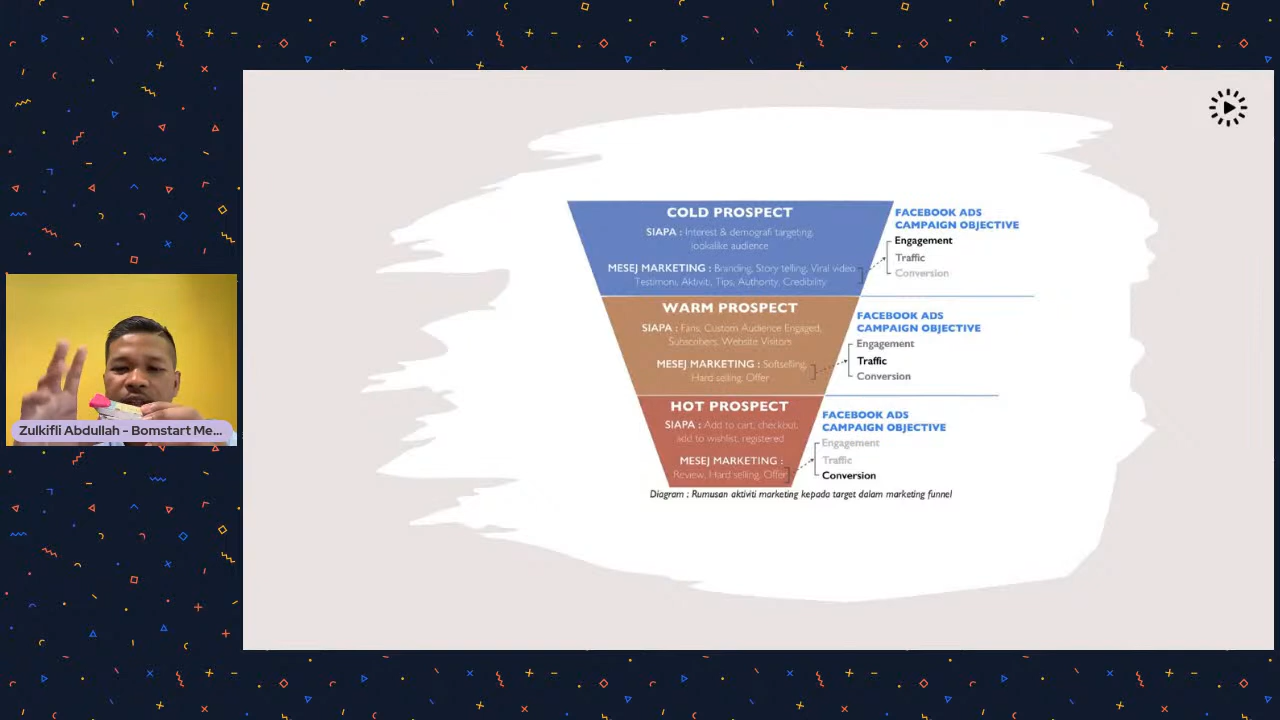 COLD PROSPECT
SIAPA : Interest & demografi targeting,
lookalike audience
MESEJ MARKETING : Branding, Story telling, Viral video
Testimoni, Aktiviti, Tips, Authority, Credibility
FACEBOOK ADS
CAMPAIGN OBJECTIVE
Engagement
Traffic
Conversion
WARM PROSPECT
SIAPA : Fans, Custom Audience Engaged,
Subscribers, Website Visitors
MESEJ MARKETING : Softselling,
Hard selling, Offer
FACEBOOK ADS
CAMPAIGN OBJECTIVE
Engagement
Traffic
Conversion
HOT PROSPECT
SIAPA : Add to cart, checkout,
add to wishlist, registered
MESEJ MARKETING :
Review, Hard selling, Offer
FACEBOOK ADS
CAMPAIGN OBJECTIVE
Engagement
Traffic
Conversion
Diagram : Rumusan aktiviti marketing kepada target dalam marketing funnel
Zulkifli Abdullah - Bomstart Me...